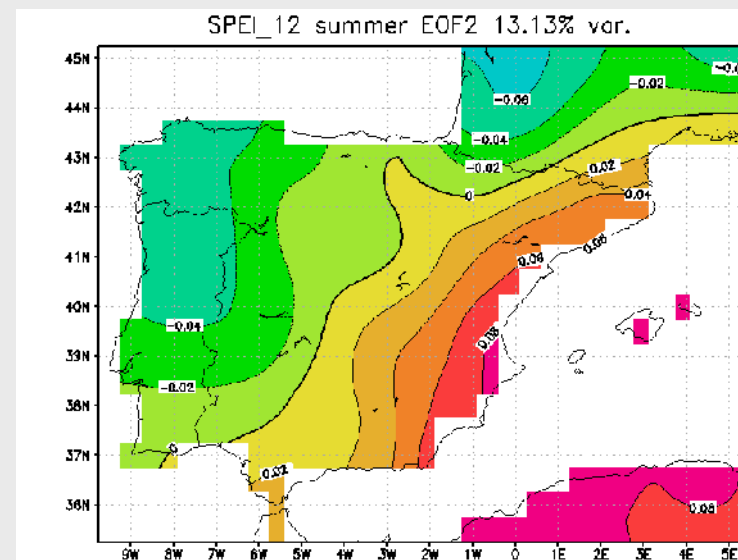 SPEI_12 summer EOF2 13.13% var.
45N
44N
43N
42N
41N
40N
39N
38N
37N
36N
-0.06
-0.02
-0.04
-0.02
0
0.02
0.04
0.06
0.06
0.08
-0.04
-0.02
0
0.02
0.08
9W 8W 7W 6W 5W 4W 3W 2W 1W 0 1E 2E 3E 4E 5E